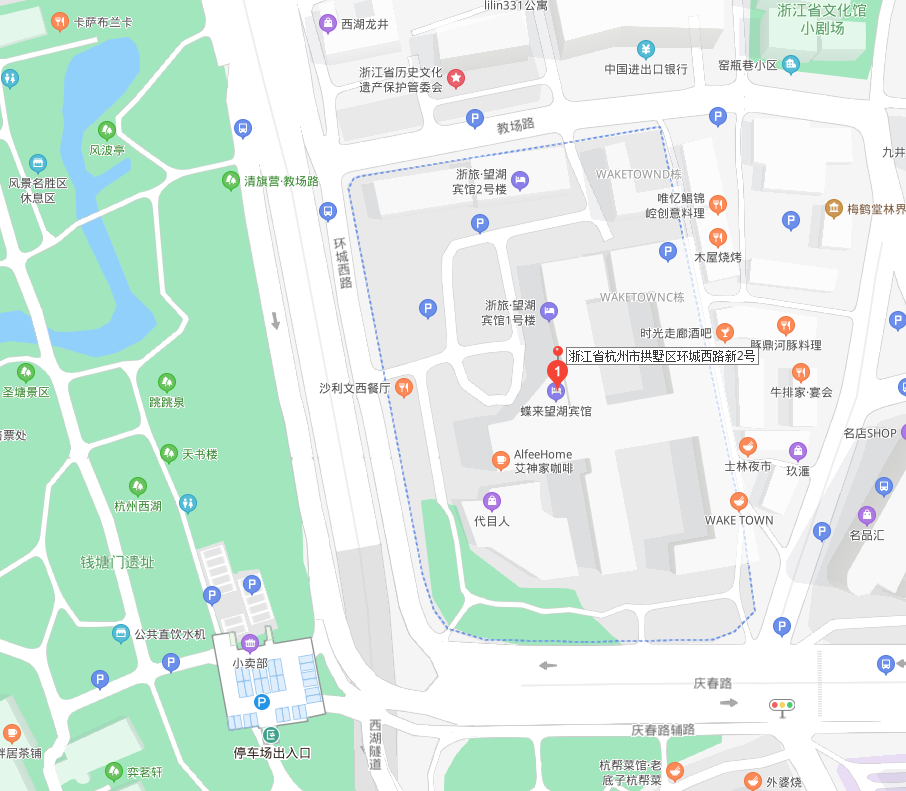 lilin331公寓
浙江省文化馆
小剧场
卡萨布兰卡
西湖龙井
中国进出口银行
窑瓶巷小区
浙江省历史文化
遗产保护管委会
教场路
风波亭
九井
风景名胜区
休息区
清旗营·教场路
浙旅·望湖
宾馆2号楼
WAKETOWND栋
唯忆鲳锦
崆创意料理
梅鹤堂林界
环城西路
木屋烧烤
浙旅·望湖
宾馆1号楼
WAKETOWNC栋
时光走廊酒吧
豚鼎河豚料理
浙江省杭州市拱墅区环城西路新2号
1
圣塘景区
跳跳泉
沙利文西餐厅
牛排家·宴会
蝶来望湖宾馆
售票处
天书楼
名店SHOP
AlfeeHome
艾神家咖啡
士林夜市
玖滙
杭州西湖
代目人
WAKE TOWN
名品汇
钱塘门遗址
公共直饮水机
小卖部
庆春路
停车场出入口
西湖隧道
庆春路辅路
畔居茶铺
弈茗轩
杭帮菜馆·老
底子杭帮菜
外婆烧